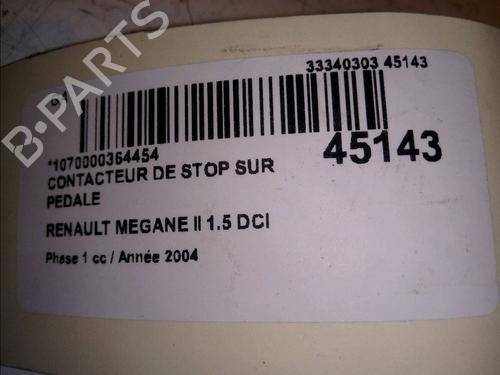 33340303 45143
*1070000364454
45143
CONTACTEUR DE STOP SUR
PEDALE
RENAULT MEGANE II 1.5 DCI
Phase 1 cc / Année 2004
B-PARTS